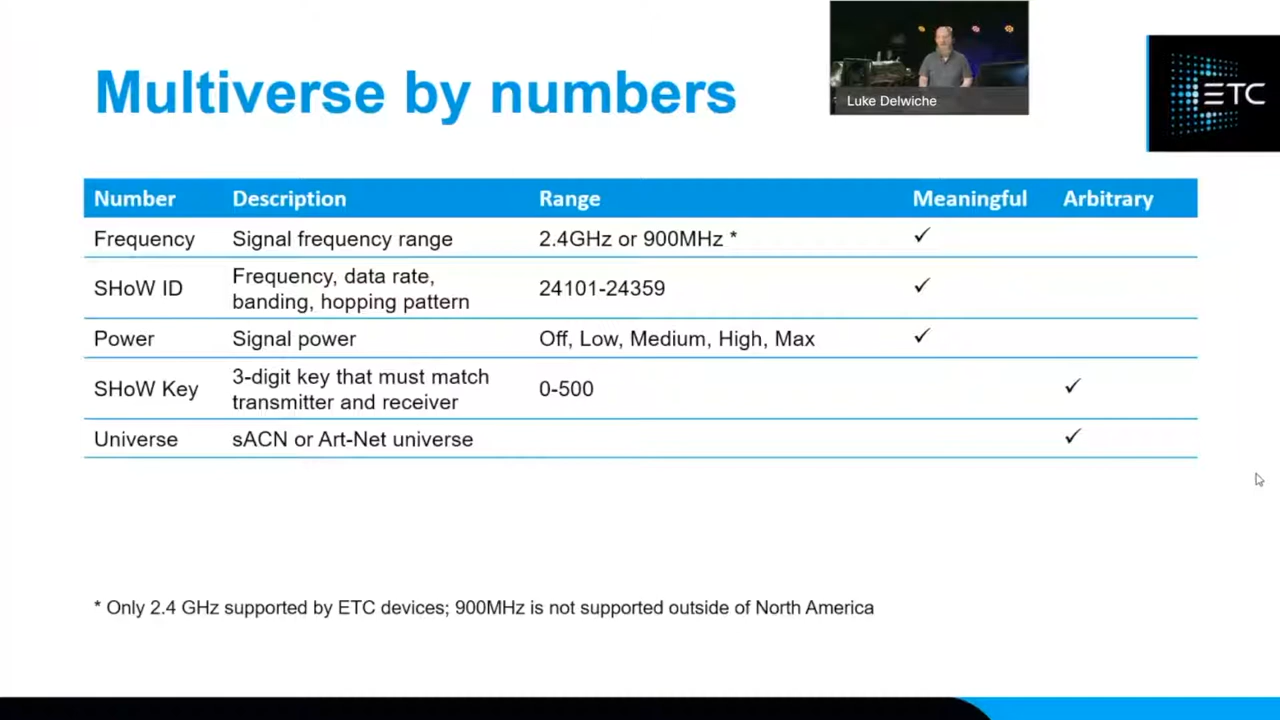 Multiverse by numbers
Luke Delwiche
ETC
Number Description Range Meaningful Arbitrary
Frequency Signal frequency range 2.4GHz or 900MHz * ✓
SHoW ID Frequency, data rate, banding, hopping pattern 24101-24359 ✓
Power Signal power Off, Low, Medium, High, Max ✓
SHoW Key 3-digit key that must match transmitter and receiver 0-500 ✓
Universe sACN or Art-Net universe ✓
* Only 2.4 GHz supported by ETC devices; 900MHz is not supported outside of North America